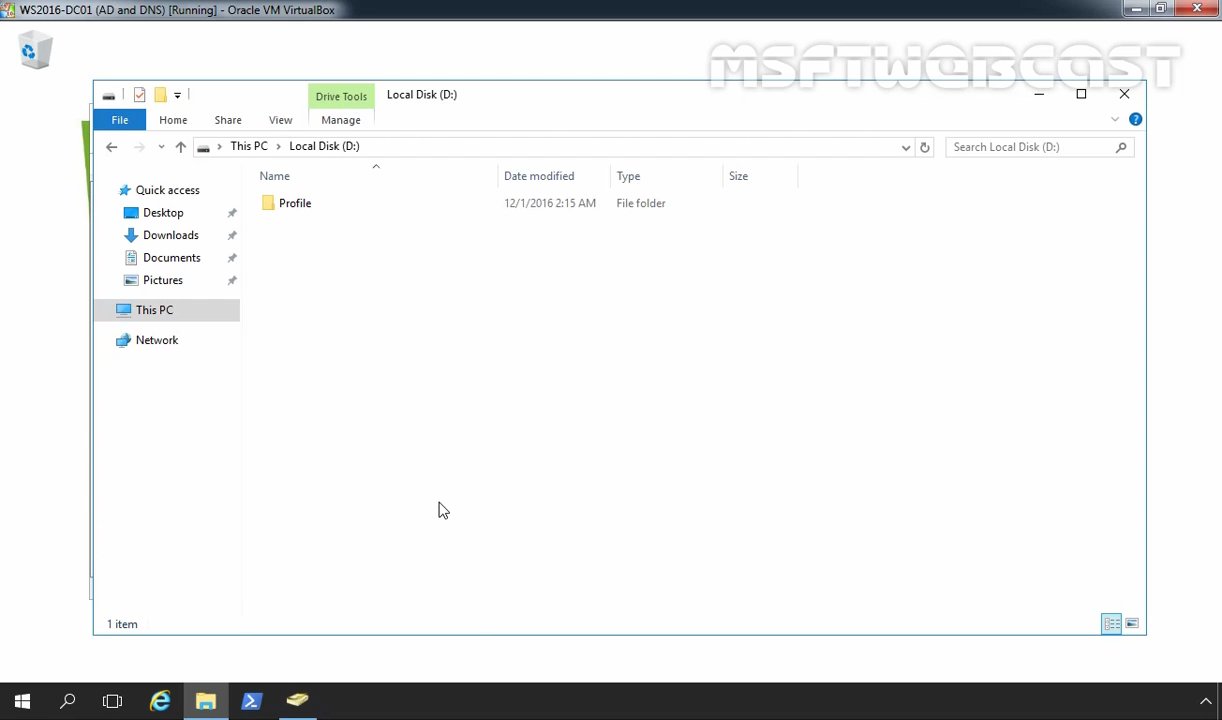 WS2016-DC01 (AD and DNS) [Running] - Oracle VM VirtualBox
MSFTWEBCAST
Drive Tools
Local Disk (D:)
File
Home
Share
View
Manage
This PC
Local Disk (D:)
Search Local Disk (D:)
Name
Date modified
Type
Size
Quick access
Profile
12/1/2016 2:15 AM
File folder
Desktop
Downloads
Documents
Pictures
This PC
Network
1 item